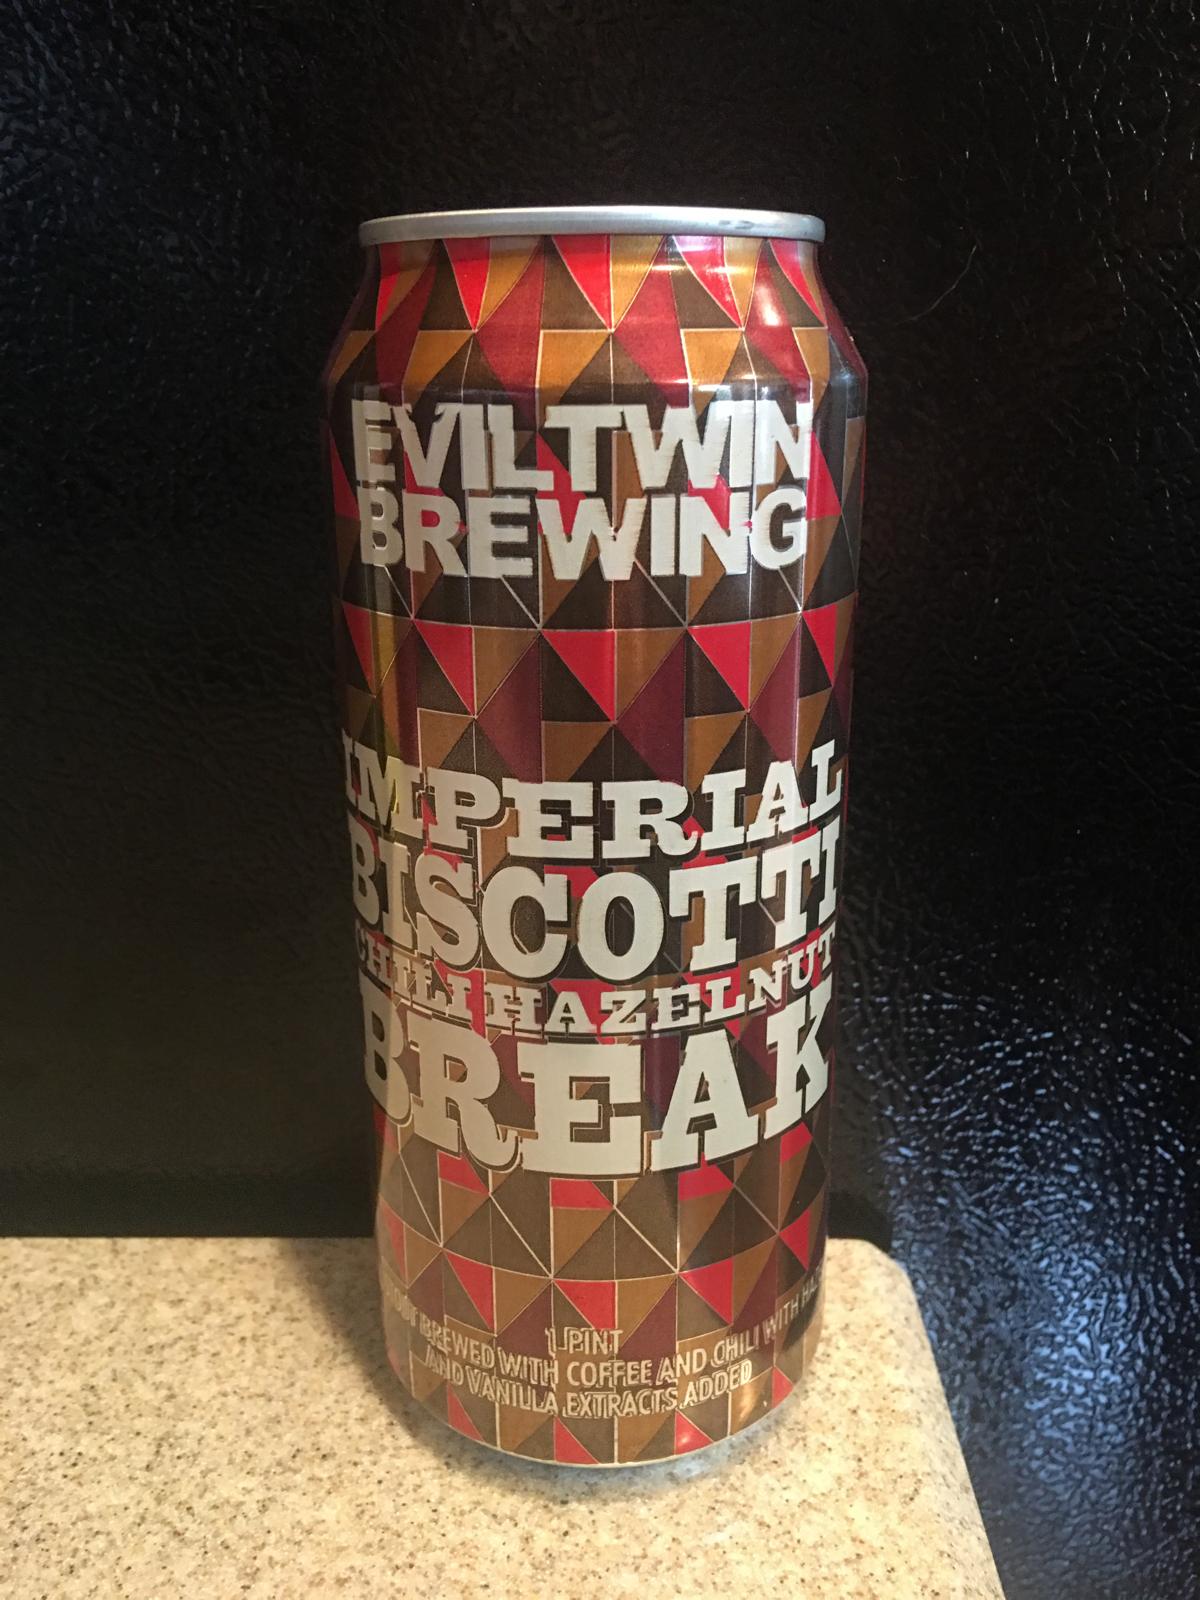 EVIL TWIN
BREWING
IMPERIAL
BISCOTTI
CHILI HAZELNUT
BREAK
1 PINT
BREWED WITH COFFEE AND CHILI WITH
AND VANILLA EXTRACTS ADDED